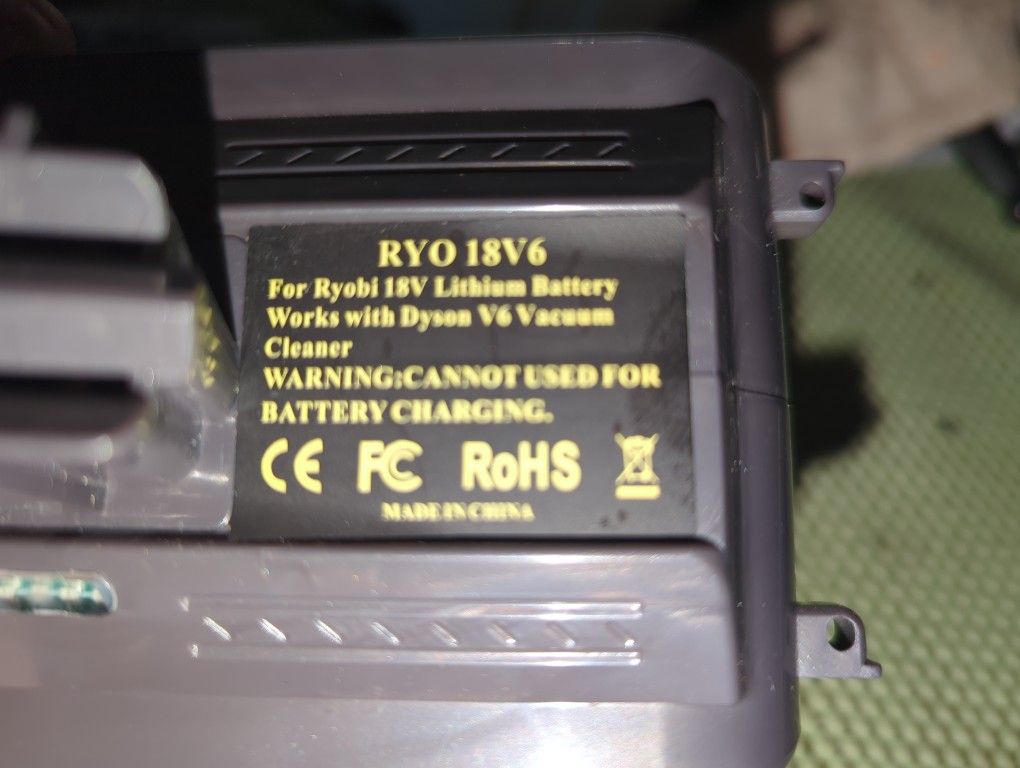 RYO 18V6
For Ryobi 18V Lithium Battery
Works with Dyson V6 Vacuum
Cleaner
WARNING:CANNOT USED FOR
BATTERY CHARGING.
CE FC RoHS
MADE IN CHINA